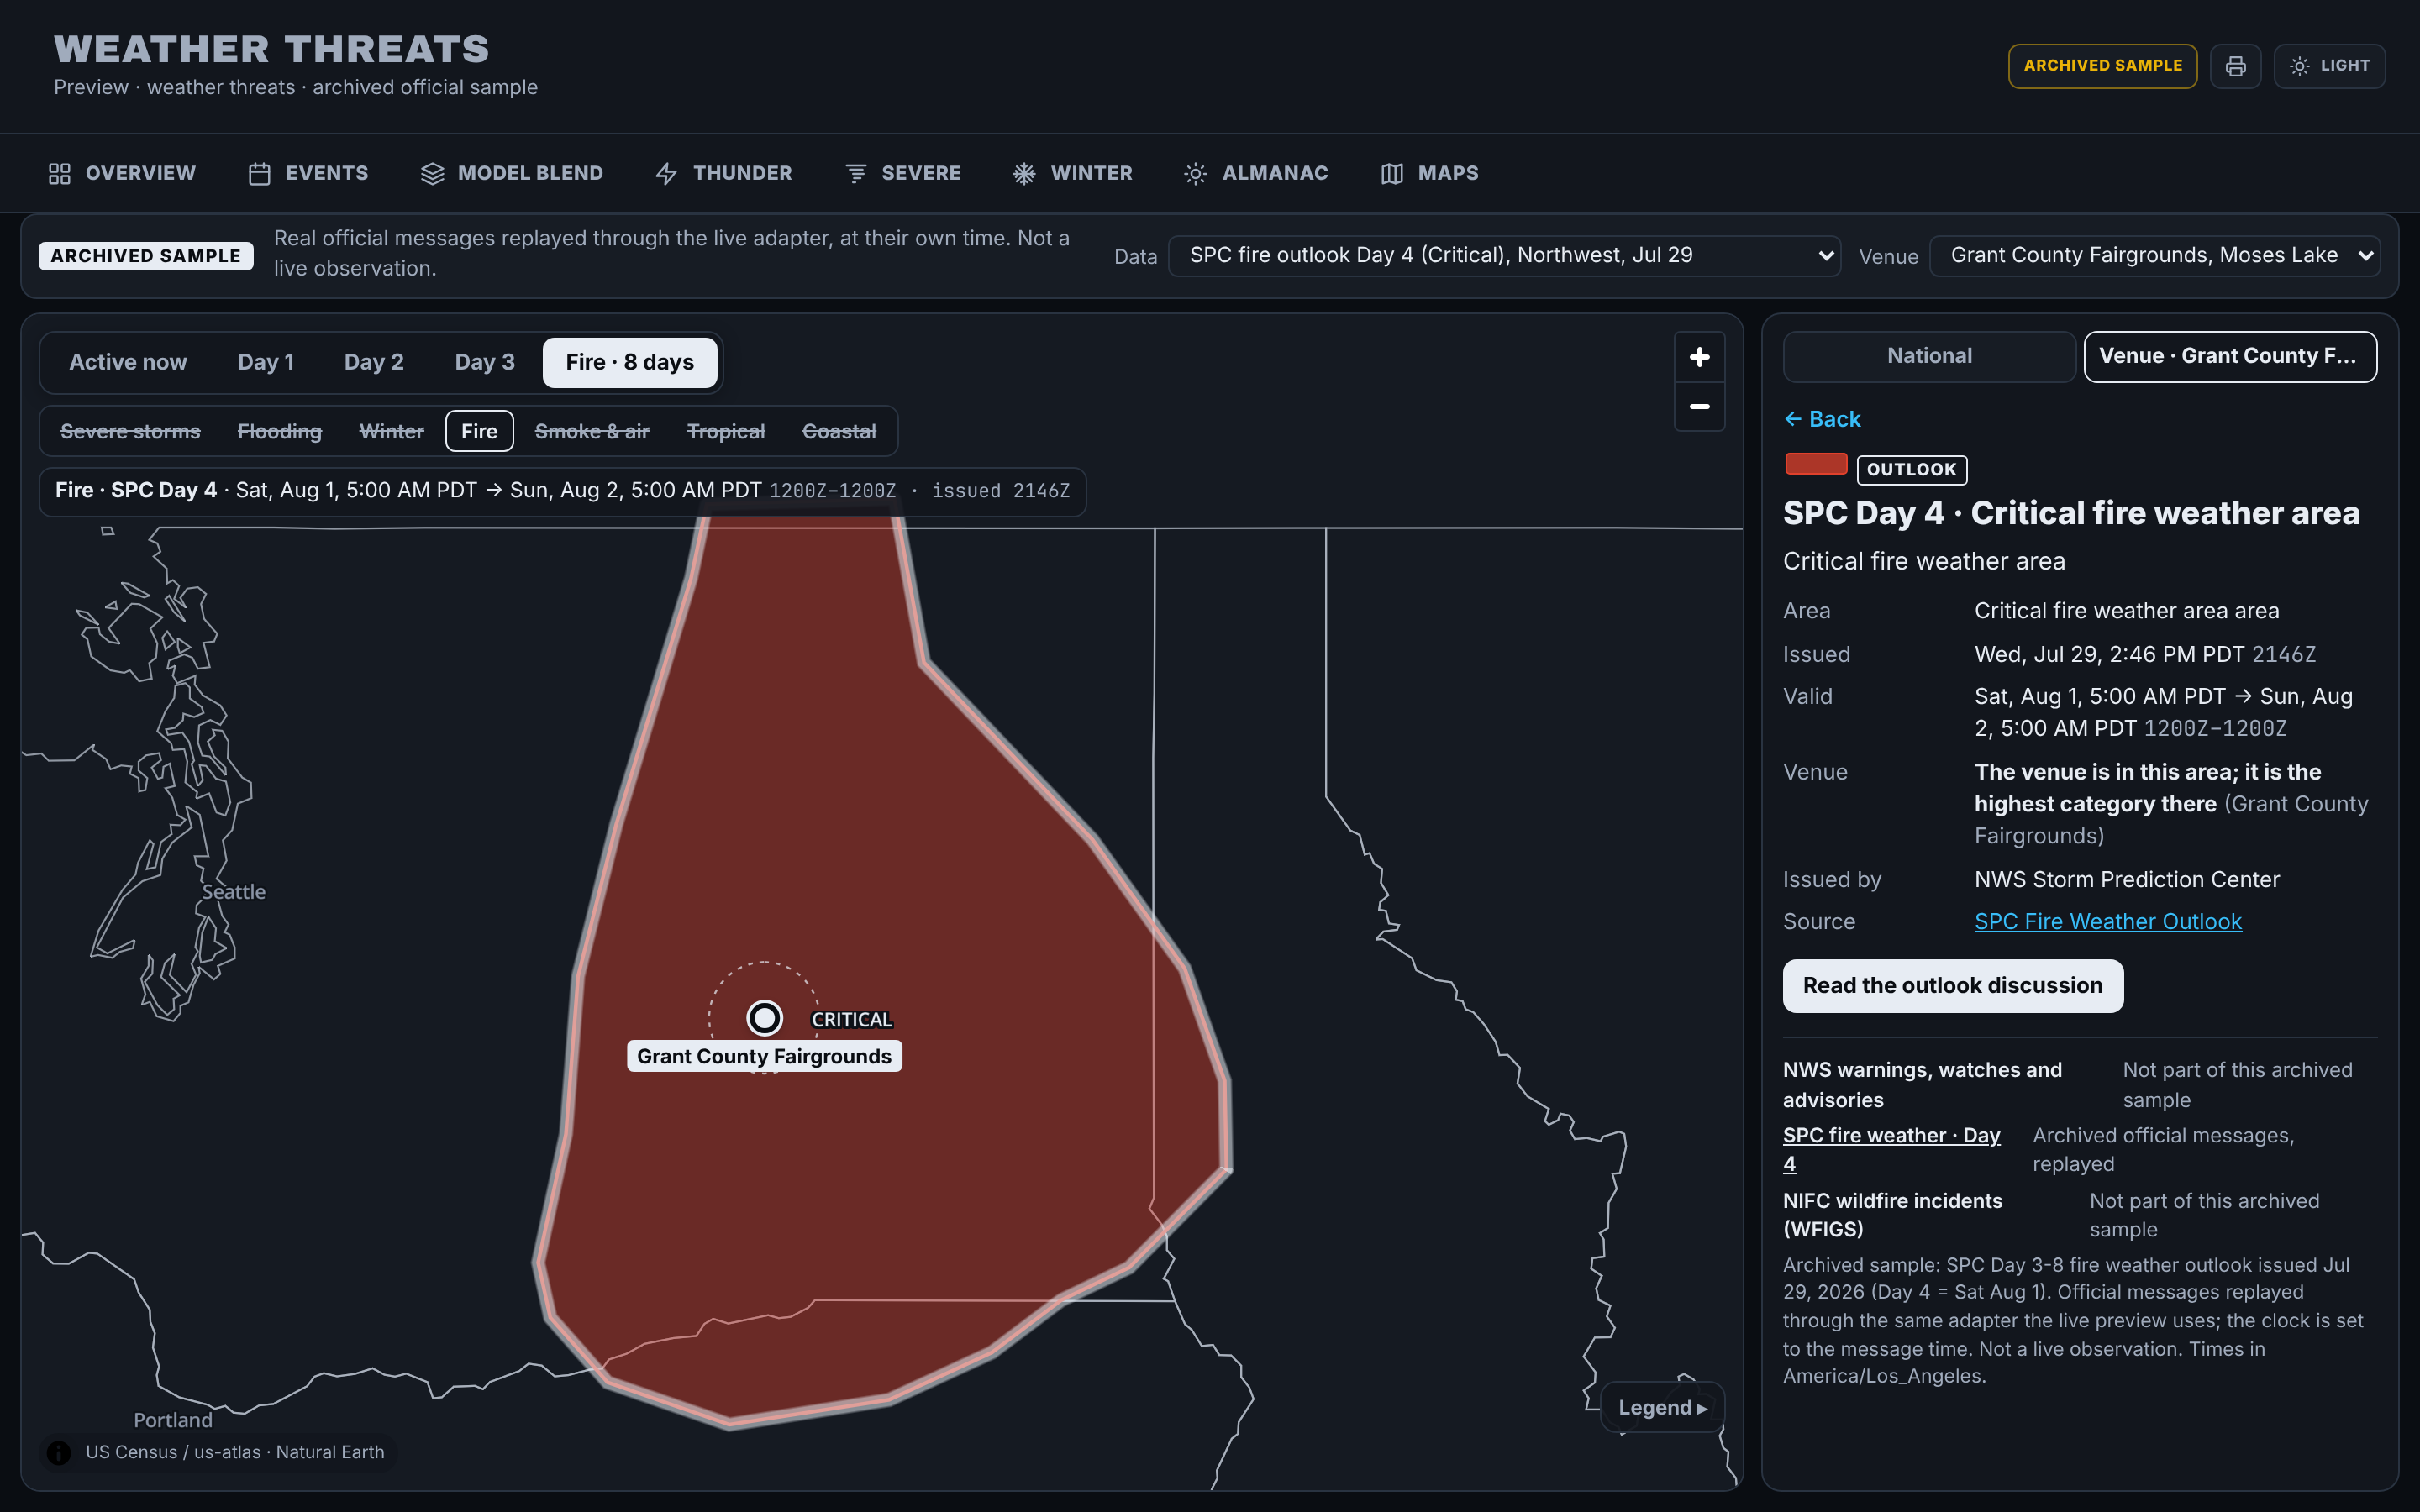 WEATHER THREATS
Preview · weather threats · archived official sample
ARCHIVED SAMPLE
LIGHT
OVERVIEW
EVENTS
MODEL BLEND
THUNDER
SEVERE
WINTER
ALMANAC
MAPS
ARCHIVED SAMPLE
Real official messages replayed through the live adapter, at their own time. Not a
live observation.
Data
SPC fire outlook Day 4 (Critical), Northwest, Jul 29
Venue
Grant County Fairgrounds, Moses Lake
Active now
Day 1
Day 2
Day 3
Fire · 8 days
Severe storms
Flooding
Winter
Fire
Smoke & air
Tropical
Coastal
Fire · SPC Day 4 · Sat, Aug 1, 5:00 AM PDT → Sun, Aug 2, 5:00 AM PDT 1200Z–1200Z · issued 2146Z
+
−
Seattle
CRITICAL
Grant County Fairgrounds
Portland
Legend ▸
US Census / us-atlas · Natural Earth
National
Venue · Grant County F...
← Back
OUTLOOK
SPC Day 4 · Critical fire weather area
Critical fire weather area
Area
Critical fire weather area area
Issued
Wed, Jul 29, 2:46 PM PDT 2146Z
Valid
Sat, Aug 1, 5:00 AM PDT → Sun, Aug
2, 5:00 AM PDT 1200Z–1200Z
Venue
The venue is in this area; it is the
highest category there (Grant County
Fairgrounds)
Issued by
NWS Storm Prediction Center
Source
SPC Fire Weather Outlook
Read the outlook discussion
NWS warnings, watches and
advisories
Not part of this archived
sample
SPC fire weather · Day
4
Archived official messages,
replayed
NIFC wildfire incidents
(WFIGS)
Not part of this archived
sample
Archived sample: SPC Day 3-8 fire weather outlook issued Jul
29, 2026 (Day 4 = Sat Aug 1). Official messages replayed
through the same adapter the live preview uses; the clock is set
to the message time. Not a live observation. Times in
America/Los_Angeles.